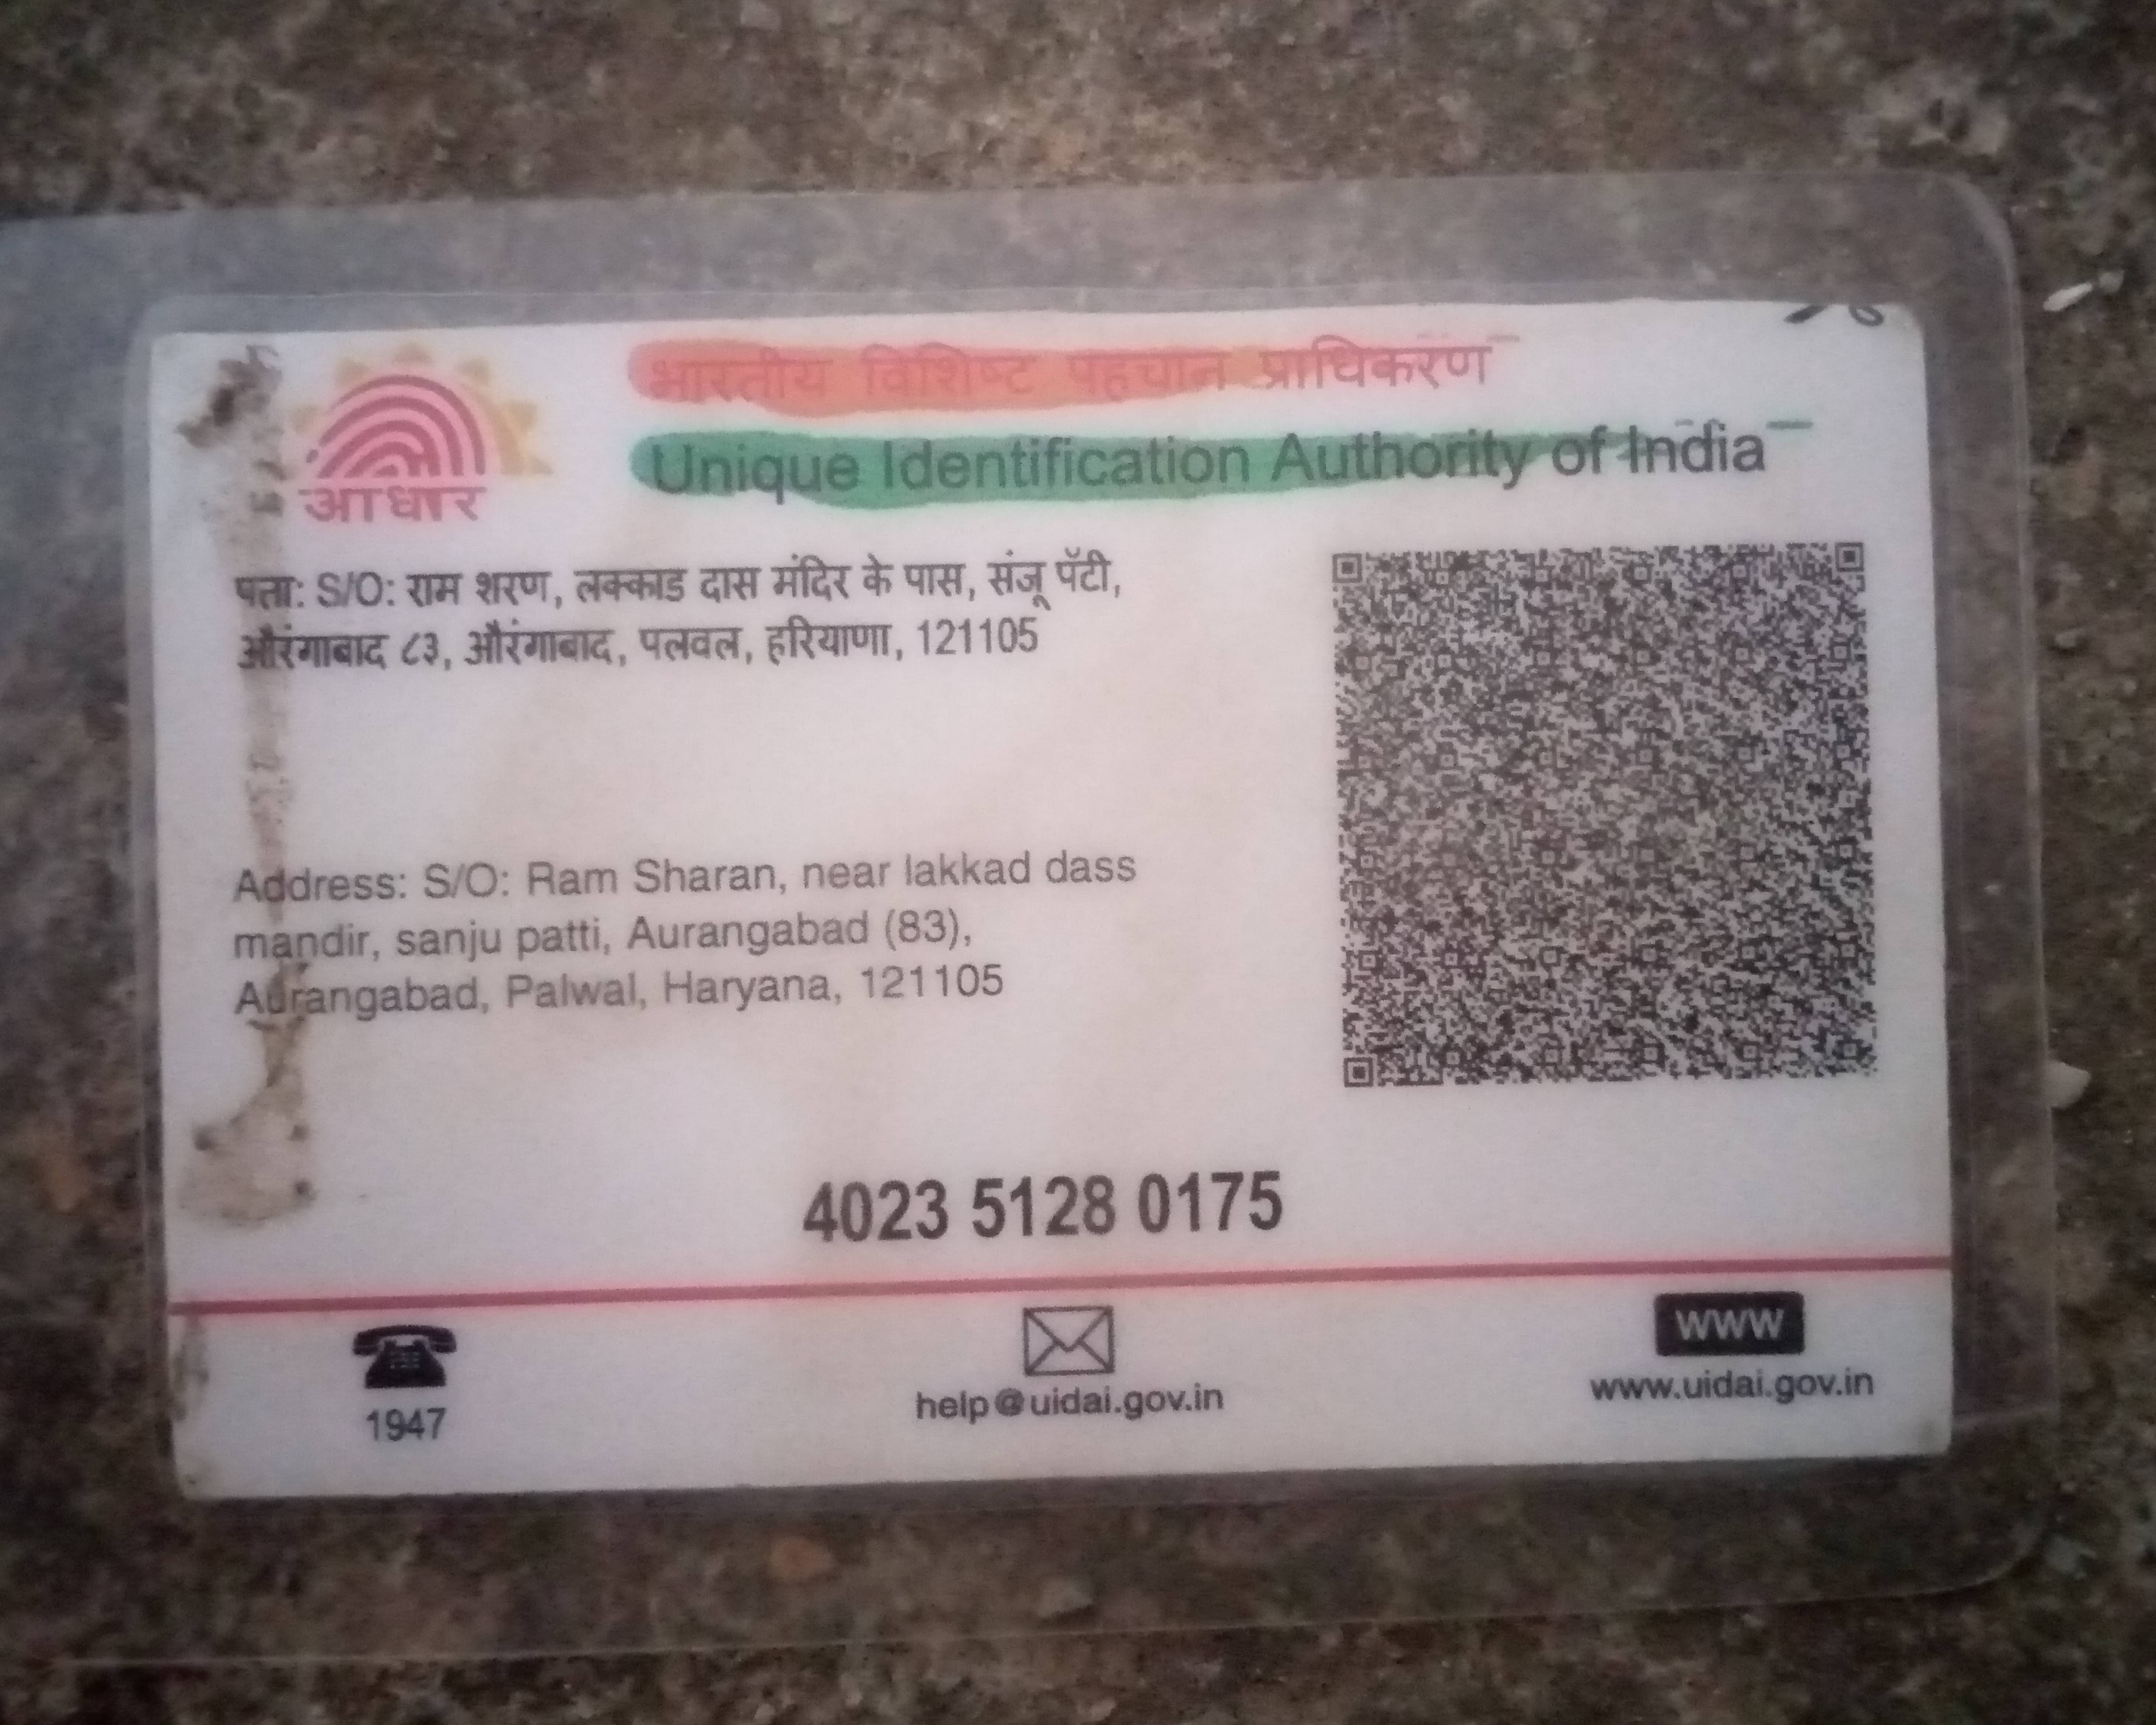 भारतीय विशिष्ट पहचान प्राधिकरण
Unique Identification Authority of India
आधार
पता: S/O: राम शरण, लक्काड दास मंदिर के पास, संजू पॅटी,
औरंगाबाद ८३, औरंगाबाद, पलवल, हरियाणा, 121105
Address: S/O: Ram Sharan, near lakkad dass
mandir, sanju patti, Aurangabad (83),
Aurangabad, Palwal, Haryana, 121105
4023 5128 0175
1947
help@uidai.gov.in
WWW
www.uidai.gov.in